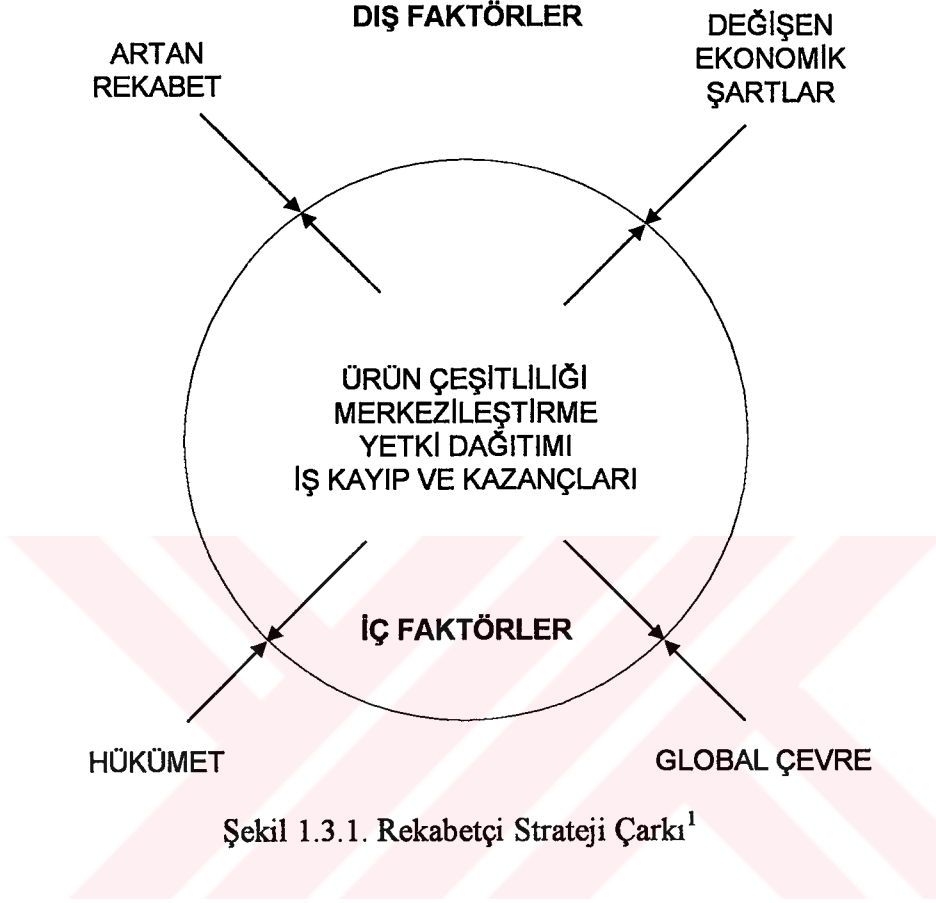 DIŞ FAKTÖRLER
ARTAN
REKABET
DEĞİŞEN
EKONOMİK
ŞARTLAR
ÜRÜN ÇEŞİTLİLİĞİ
MERKEZİLEŞTİRME
YETKİ DAĞITIMI
İŞ KAYIP VE KAZANÇLARI
İÇ FAKTÖRLER
HÜKÜMET
GLOBAL ÇEVRE
Şekil 1.3.1. Rekabetçi Strateji Çarkı¹